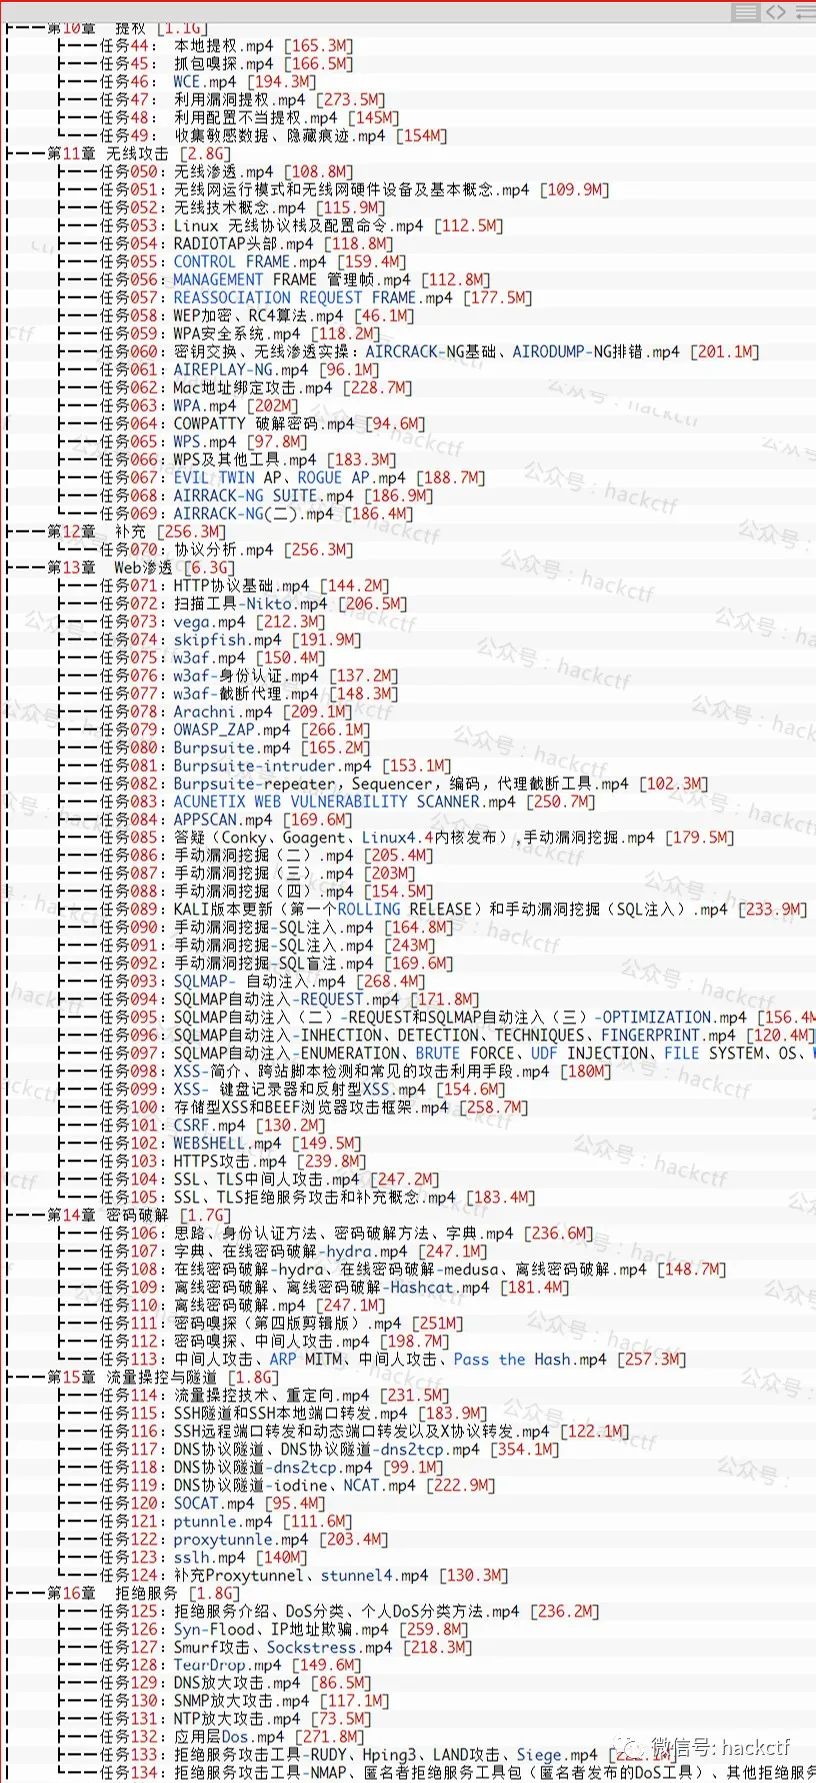 第10章 提权 [1.1G]
任务44: 本地提权.mp4 [165.3M]
任务45: 抓包嗅探.mp4 [166.5M]
任务46: WCE.mp4 [194.3M]
任务47: 利用漏洞提权.mp4 [273.5M]
任务48: 利用配置不当提权.mp4 [145M]
任务49: 收集敏感数据、隐藏痕迹.mp4 [154M]
第11章 无线攻击 [2.8G]
任务050: 无线渗透.mp4 [108.8M]
任务051: 无线网运行模式和无线网硬件设备及基本概念.mp4 [109.9M]
任务052: 无线技术概念.mp4 [115.9M]
任务053: Linux 无线协议栈及配置命令.mp4 [112.5M]
任务054: RADIOTAP头部.mp4 [118.8M]
任务055: CONTROL FRAME.mp4 [159.4M]
任务056: MANAGEMENT FRAME 管理帧.mp4 [112.8M]
任务057: REASSOCIATION REQUEST FRAME.mp4 [177.5M]
任务058: WEP加密、RC4算法.mp4 [46.1M]
任务059: WPA安全系统.mp4 [118.2M]
任务060: 密钥交换、无线渗透实操：AIRCRACK-NG基础、AIRODUMP-NG排错.mp4 [201.1M]
任务061: AIREPLAY-NG.mp4 [96.1M]
任务062: Mac地址绑定攻击.mp4 [228.7M]
任务063: WPA.mp4 [202M]
任务064: COWPATTY 破解密码.mp4 [94.6M]
任务065: WPS.mp4 [97.8M]
任务066: WPS及其他工具.mp4 [183.3M]
任务067: EVIL TWIN AP、ROGUE AP.mp4 [188.7M]
任务068: AIRRACK-NG SUITE.mp4 [186.9M]
任务069: AIRRACK-NG(二).mp4 [186.4M]
第12章 补充 [256.3M]
任务070: 协议分析.mp4 [256.3M]
第13章 Web渗透 [6.3G]
任务071: HTTP协议基础.mp4 [144.2M]
任务072: 扫描工具-Nikto.mp4 [206.5M]
任务073: vega.mp4 [212.3M]
任务074: skipfish.mp4 [191.9M]
任务075: w3af.mp4 [150.4M]
任务076: w3af-身份认证.mp4 [137.2M]
任务077: w3af-截断代理.mp4 [148.3M]
任务078: Arachni.mp4 [209.1M]
任务079: OWASP_ZAP.mp4 [266.1M]
任务080: Burpsuite.mp4 [165.2M]
任务081: Burpsuite-intruder.mp4 [153.1M]
任务082: Burpsuite-repeater，Sequencer，编码，代理截断工具.mp4 [102.3M]
任务083: ACUNETIX WEB VULNERABILITY SCANNER.mp4 [250.7M]
任务084: APPSCAN.mp4 [169.6M]
任务085: 答疑（Conky、Goagent、Linux4.4内核发布）,手动漏洞挖掘.mp4 [179.5M]
任务086: 手动漏洞挖掘（二）.mp4 [205.4M]
任务087: 手动漏洞挖掘（三）.mp4 [203M]
任务088: 手动漏洞挖掘（四）.mp4 [154.5M]
任务089: KALI版本更新（第一个ROLLING RELEASE）和手动漏洞挖掘（SQL注入）.mp4 [233.9M]
任务090: 手动漏洞挖掘-SQL注入.mp4 [164.8M]
任务091: 手动漏洞挖掘-SQL注入.mp4 [243M]
任务092: 手动漏洞挖掘-SQL盲注.mp4 [169.6M]
任务093: SQLMAP- 自动注入.mp4 [268.4M]
任务094: SQLMAP自动注入-REQUEST.mp4 [171.8M]
任务095: SQLMAP自动注入（二）-REQUEST和SQLMAP自动注入（三）-OPTIMIZATION.mp4 [156.4M
任务096: SQLMAP自动注入-INHECTION、DETECTION、TECHNIQUES、FINGERPRINT.mp4 [120.4M]
任务097: SQLMAP自动注入-ENUMERATION、BRUTE FORCE、UDF INJECTION、FILE SYSTEM、OS、
任务098: XSS-简介、跨站脚本检测和常见的攻击利用手段.mp4 [180M]
任务099: XSS- 键盘记录器和反射型XSS.mp4 [154.6M]
任务100: 存储型XSS和BEEF浏览器攻击框架.mp4 [258.7M]
任务101: CSRF.mp4 [130.2M]
任务102: WEBSHELL.mp4 [149.5M]
任务103: HTTPS攻击.mp4 [239.8M]
任务104: SSL、TLS中间人攻击.mp4 [247.2M]
任务105: SSL、TLS拒绝服务攻击和补充概念.mp4 [183.4M]
第14章 密码破解 [1.7G]
任务106: 思路、身份认证方法、密码破解方法、字典.mp4 [236.6M]
任务107: 字典、在线密码破解-hydra.mp4 [247.1M]
任务108: 在线密码破解-hydra、在线密码破解-medusa、离线密码破解.mp4 [148.7M]
任务109: 离线密码破解、离线密码破解-Hashcat.mp4 [181.4M]
任务110: 离线密码破解.mp4 [247.1M]
任务111: 密码嗅探（第四版剪辑版）.mp4 [251M]
任务112: 密码嗅探、中间人攻击.mp4 [198.7M]
任务113: 中间人攻击、ARP MITM、中间人攻击、Pass the Hash.mp4 [257.3M]
第15章 流量操控与隧道 [1.8G]
任务114: 流量操控技术、重定向.mp4 [231.5M]
任务115: SSH隧道和SSH本地端口转发.mp4 [183.9M]
任务116: SSH远程端口转发和动态端口转发以及X协议转发.mp4 [122.1M]
任务117: DNS协议隧道、DNS协议隧道-dns2tcp.mp4 [354.1M]
任务118: DNS协议隧道-dns2tcp.mp4 [99.1M]
任务119: DNS协议隧道-iodine、NCAT.mp4 [222.9M]
任务120: SOCAT.mp4 [95.4M]
任务121: ptunnle.mp4 [111.6M]
任务122: proxytunnle.mp4 [203.4M]
任务123: sslh.mp4 [140M]
任务124: 补充Proxytunnel、stunnel4.mp4 [130.3M]
第16章 拒绝服务 [1.8G]
任务125: 拒绝服务介绍、DoS分类、个人DoS分类方法.mp4 [236.2M]
任务126: Syn-Flood、IP地址欺骗.mp4 [259.8M]
任务127: Smurf攻击、Sockstress.mp4 [218.3M]
任务128: TearDrop.mp4 [149.6M]
任务129: DNS放大攻击.mp4 [86.5M]
任务130: SNMP放大攻击.mp4 [117.1M]
任务131: NTP放大攻击.mp4 [73.5M]
任务132: 应用层Dos.mp4 [271.8M]
任务133: 拒绝服务攻击工具-RUDY、Hping3、LAND攻击、Siege.mp4
微信号: hackctf
任务134: 拒绝服务攻击工具-NMAP、匿名者拒绝服务工具包（匿名者发布的DoS工具）、其他拒绝服务
公众号：hackctf